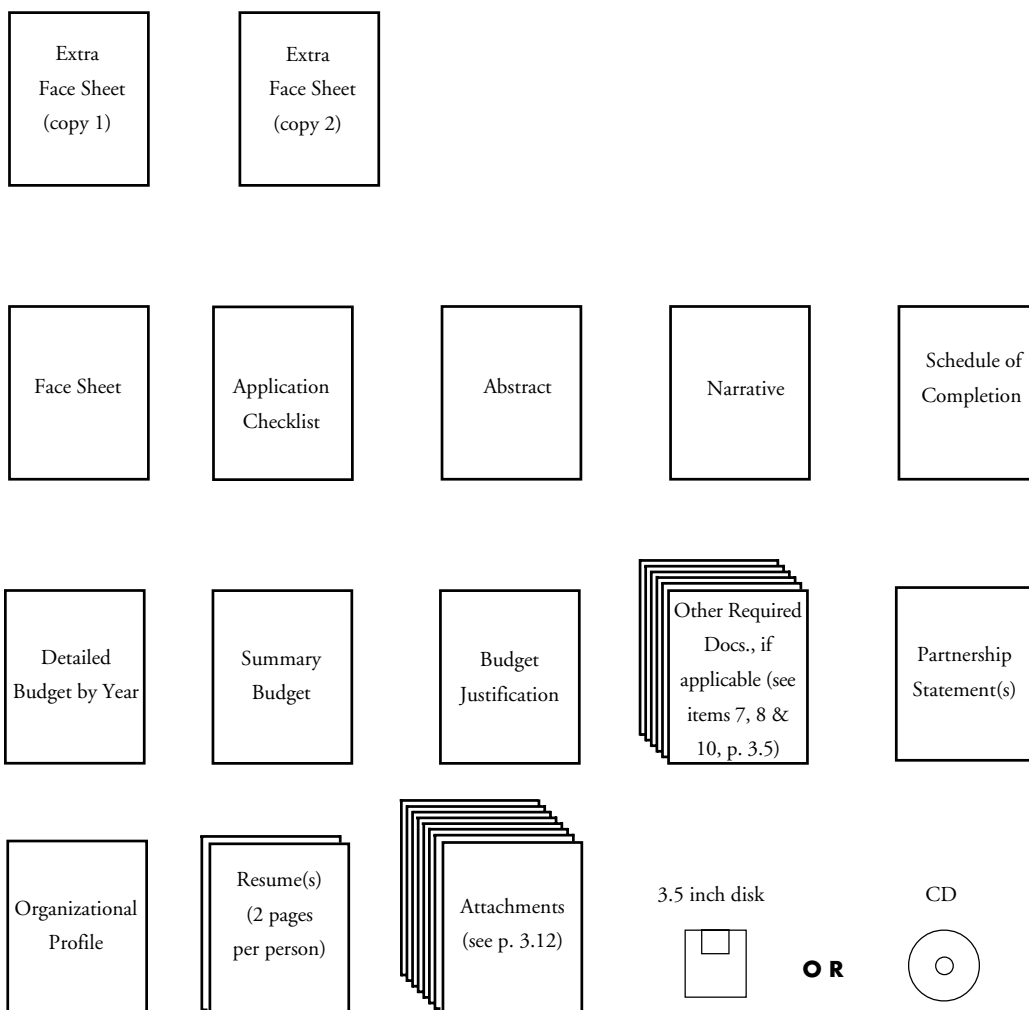 Extra
Face Sheet
(copy 1)
Extra
Face Sheet
(copy 2)
Face Sheet
Application
Checklist
Abstract
Narrative
Schedule of
Completion
Detailed
Budget by Year
Summary
Budget
Budget
Justification
Other Required
Docs., if
applicable (see
items 7, 8 &
10, p. 3.5)
Partnership
Statement(s)
Organizational
Profile
Resume(s)
(2 pages
per person)
Attachments
(see p. 3.12)
3.5 inch disk
OR
CD